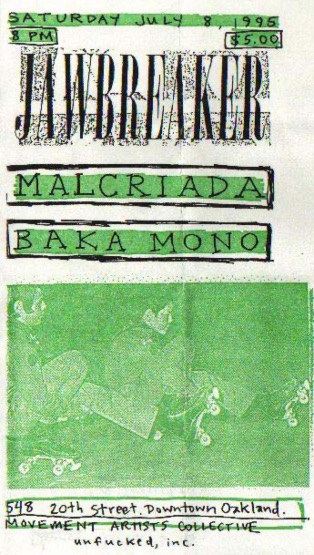 SATURDAY JULY 8, 1995
8 PM $5.00
JAWBREAKER
MALCRIADA
BAKA MONO
548 20th street. Downtown Oakland.
MOVEMENT ARTISTS COLLECTIVE
unfucked, inc.